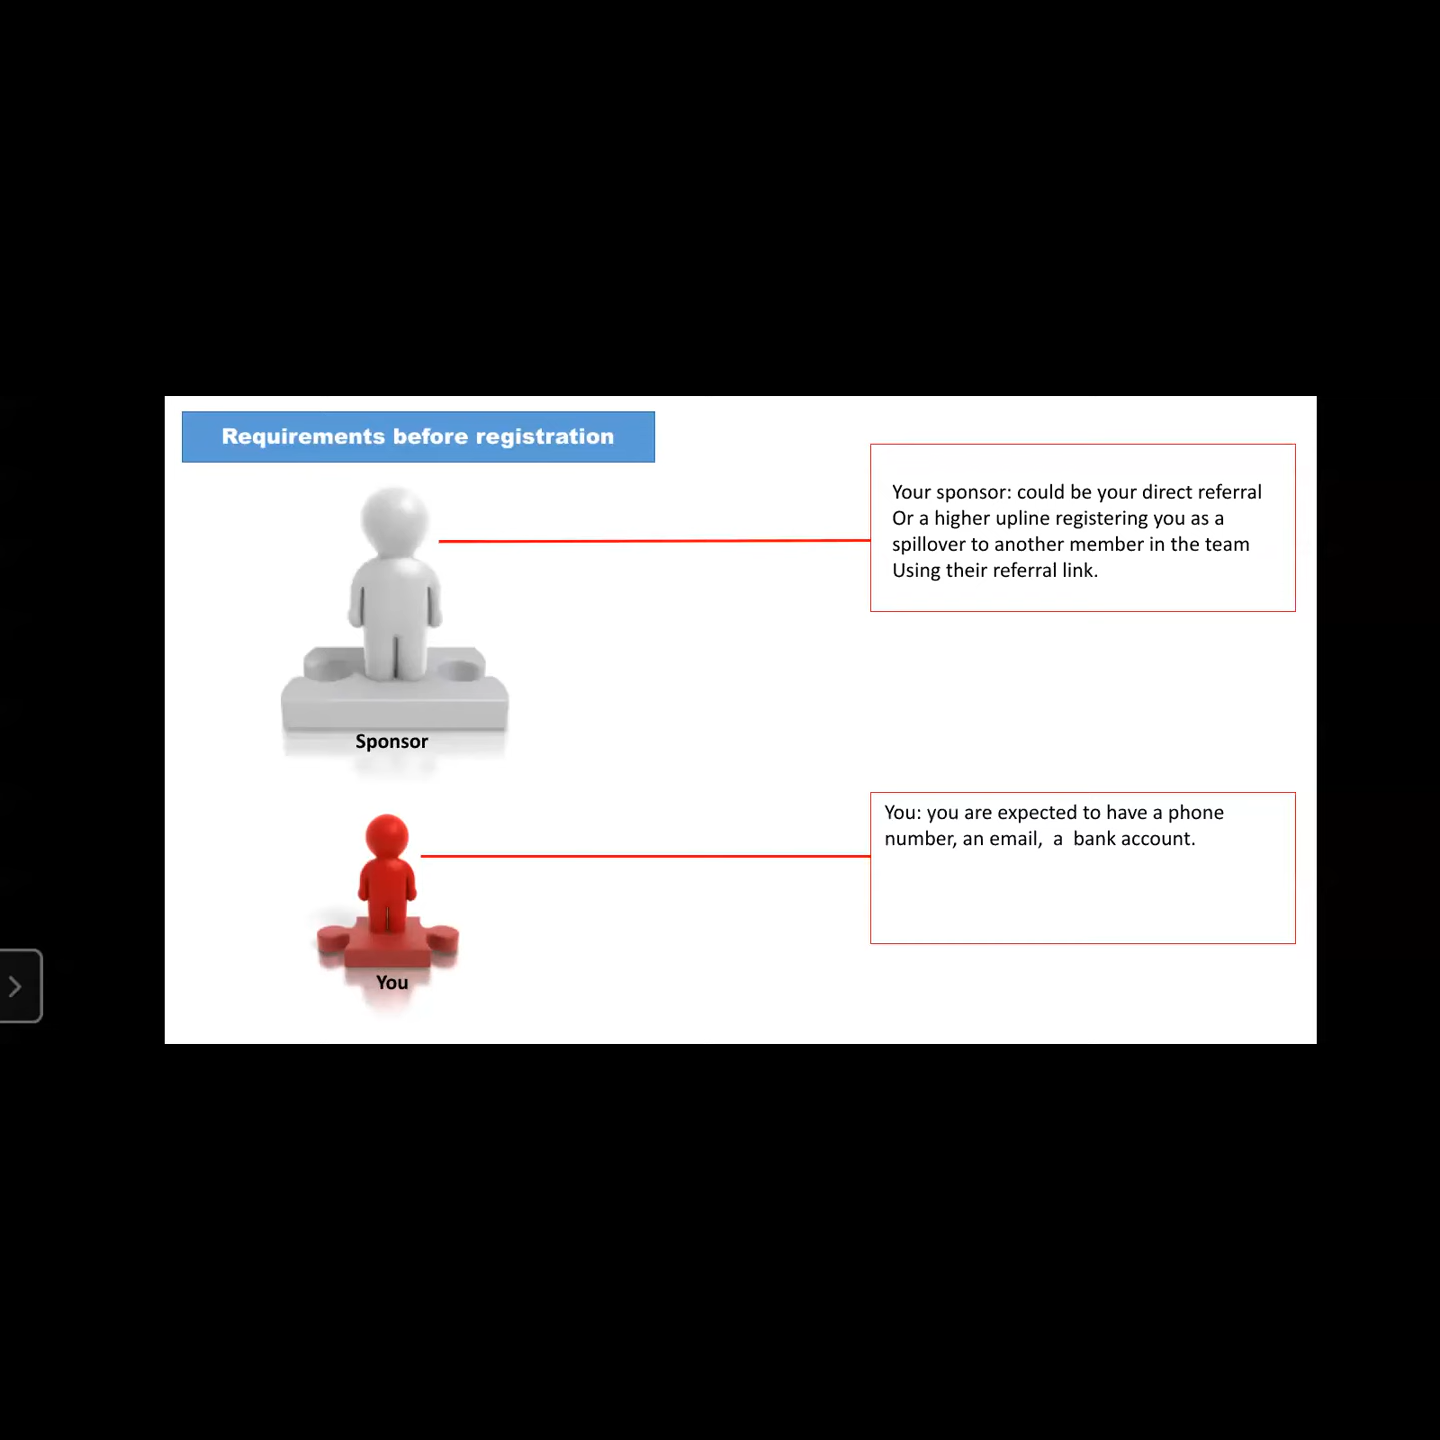 Requirements before registration
Your sponsor: could be your direct referral
Or a higher upline registering you as a
spillover to another member in the team
Using their referral link.
Sponsor
You: you are expected to have a phone
number, an email,  a  bank account.
You